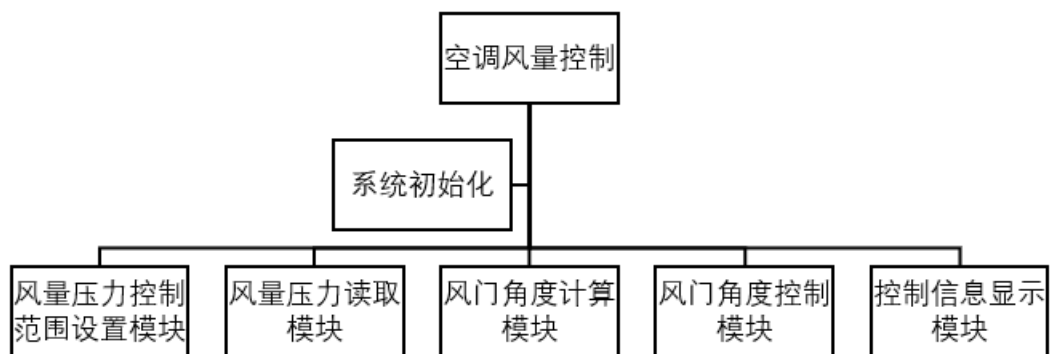 空调风量控制
系统初始化
风量压力控制
范围设置模块
风量压力读取
模块
风门角度计算
模块
风门角度控制
模块
控制信息显示
模块